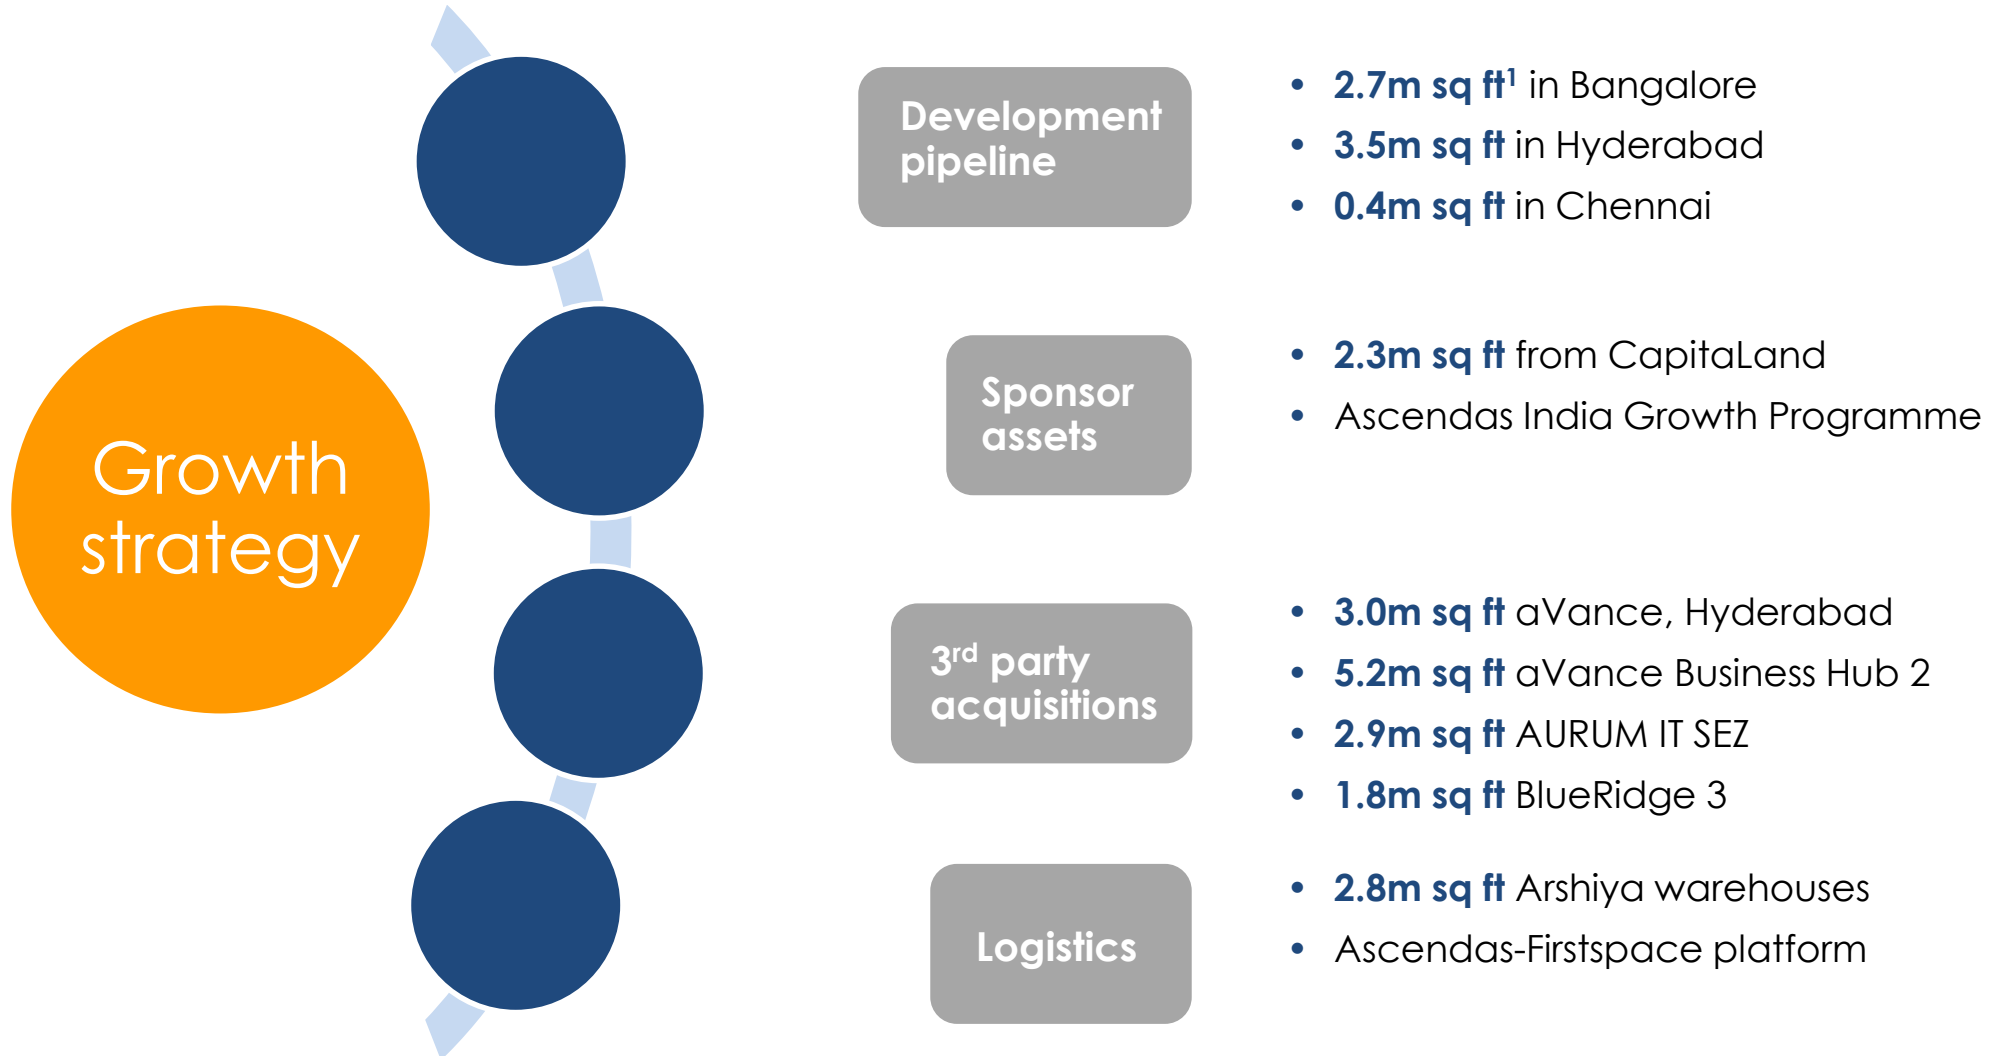 Growth
strategy
Development
pipeline
• 2.7m sq ft¹ in Bangalore
• 3.5m sq ft in Hyderabad
• 0.4m sq ft in Chennai
Sponsor
assets
• 2.3m sq ft from CapitaLand
• Ascendas India Growth Programme
3rd party
acquisitions
• 3.0m sq ft aVance, Hyderabad
• 5.2m sq ft aVance Business Hub 2
• 2.9m sq ft AURUM IT SEZ
• 1.8m sq ft BlueRidge 3
Logistics
• 2.8m sq ft Arshiya warehouses
• Ascendas-Firstspace platform